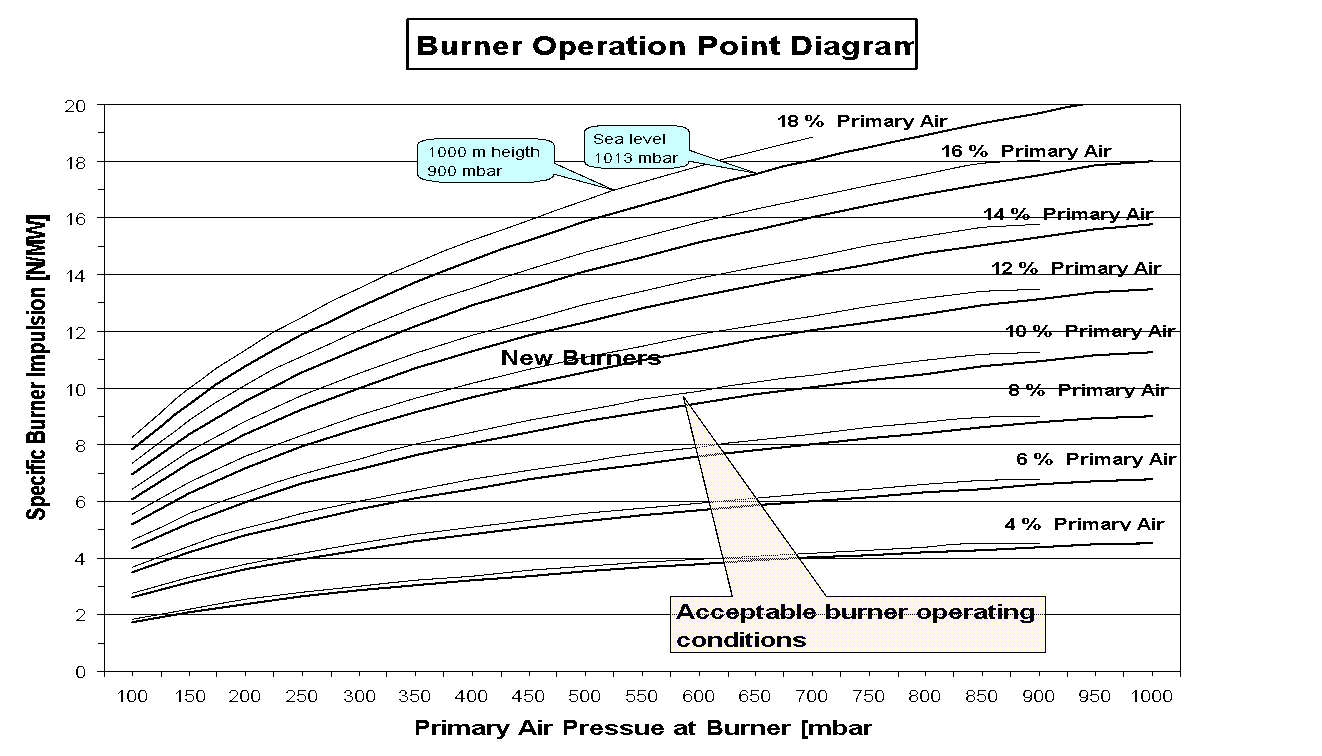 Burner Operation Point Diagram
20
18
16
14
12
10
8
6
4
2
0
Specific Burner Impulsion [N/MW]
1000 m heigth
900 mbar
Sea level
1013 mbar
18 % Primary Air
16 % Primary Air
14 % Primary Air
12 % Primary Air
10 % Primary Air
8 % Primary Air
6 % Primary Air
4 % Primary Air
New Burners
Acceptable burner operating
conditions
100 150 200 250 300 350 400 450 500 550 600 650 700 750 800 850 900 950 1000
Primary Air Pressue at Burner [mbar